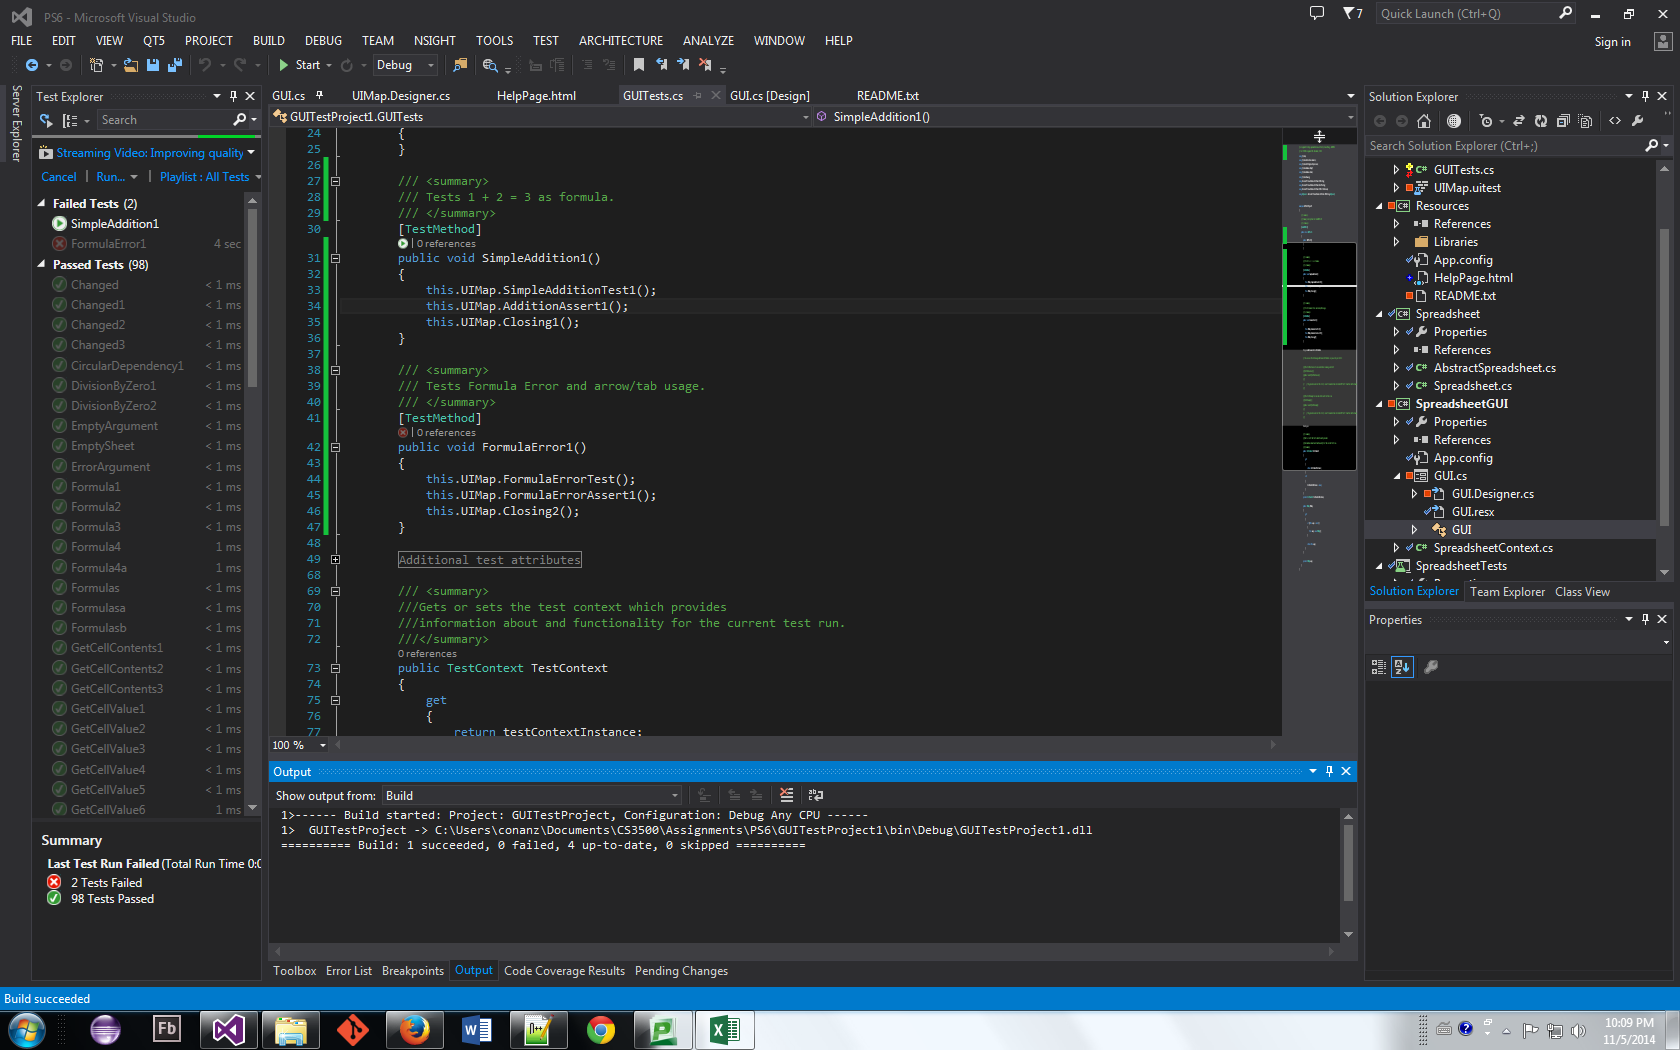 PS6 - Microsoft Visual Studio
7
Quick Launch (Ctrl+Q)
FILE EDIT VIEW QT5 PROJECT BUILD DEBUG TEAM NSIGHT TOOLS TEST ARCHITECTURE ANALYZE WINDOW HELP
Sign in
Start
Debug
Server Explorer
Test Explorer
Search
Streaming Video: Improving quality
Cancel | Run... | Playlist : All Tests
Failed Tests (2)
SimpleAddition1
FormulaError1 4 sec
Passed Tests (98)
Changed < 1 ms
Changed1 < 1 ms
Changed2 < 1 ms
Changed3 < 1 ms
CircularDependency1 < 1 ms
DivisionByZero1 < 1 ms
DivisionByZero2 < 1 ms
EmptyArgument < 1 ms
EmptySheet < 1 ms
ErrorArgument < 1 ms
Formula1 < 1 ms
Formula2 < 1 ms
Formula3 < 1 ms
Formula4 1 ms
Formula4a 1 ms
Formulas < 1 ms
Formulasa < 1 ms
Formulasb < 1 ms
GetCellContents1 < 1 ms
GetCellContents2 < 1 ms
GetCellContents3 < 1 ms
GetCellValue1 < 1 ms
GetCellValue2 < 1 ms
GetCellValue3 < 1 ms
GetCellValue4 < 1 ms
GetCellValue5 < 1 ms
GetCellValue6 1 ms
Summary
Last Test Run Failed (Total Run Time 0:0
2 Tests Failed
98 Tests Passed
GUI.cs UIMap.Designer.cs HelpPage.html GUITests.cs GUI.cs [Design] README.txt
GUITestProject1.GUITests SimpleAddition1()
24 {
25 }
26
27 /// <summary>
28 /// Tests 1 + 2 = 3 as formula.
29 /// </summary>
30 [TestMethod]
| 0 references
31 public void SimpleAddition1()
32 {
33 this.UIMap.SimpleAdditionTest1();
34 this.UIMap.AdditionAssert1();
35 this.UIMap.Closing1();
36 }
37
38 /// <summary>
39 /// Tests Formula Error and arrow/tab usage.
40 /// </summary>
41 [TestMethod]
| 0 references
42 public void FormulaError1()
43 {
44 this.UIMap.FormulaErrorTest();
45 this.UIMap.FormulaErrorAssert1();
46 this.UIMap.Closing2();
47 }
48
49 Additional test attributes
68
69 /// <summary>
70 ///Gets or sets the test context which provides
71 ///information about and functionality for the current test run.
72 ///</summary>
0 references
73 public TestContext TestContext
74 {
75 get
76 {
77 return testContextInstance;
100 %
Output
Show output from: Build
1>------ Build started: Project: GUITestProject, Configuration: Debug Any CPU ------
1> GUITestProject -> C:\Users\conanz\Documents\CS3500\Assignments\PS6\GUITestProject1\bin\Debug\GUITestProject1.dll
========== Build: 1 succeeded, 0 failed, 4 up-to-date, 0 skipped ==========
Toolbox Error List Breakpoints Output Code Coverage Results Pending Changes
Solution Explorer
Search Solution Explorer (Ctrl+;)
GUITests.cs
UIMap.uitest
Resources
References
Libraries
App.config
HelpPage.html
README.txt
Spreadsheet
Properties
References
AbstractSpreadsheet.cs
Spreadsheet.cs
SpreadsheetGUI
Properties
References
App.config
GUI.cs
GUI.Designer.cs
GUI.resx
GUI
SpreadsheetContext.cs
SpreadsheetTests
Solution Explorer Team Explorer Class View
Properties
Build succeeded
Fb
10:09 PM
11/5/2014